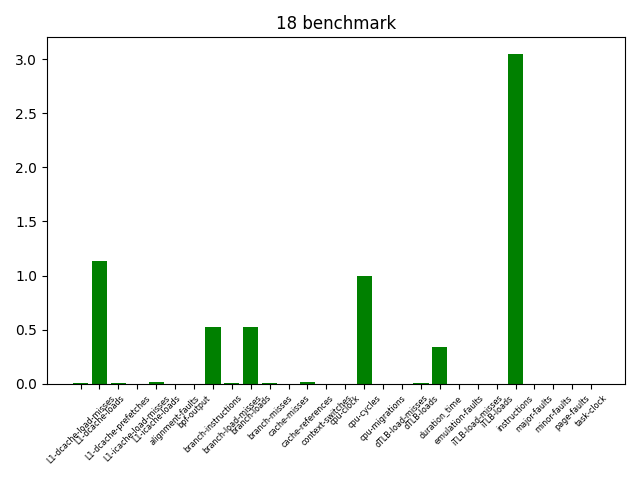 18 benchmark
3.0
2.5
2.0
1.5
1.0
0.5
0.0
L1-dcache-load-misses
L1-dcache-loads
L1-dcache-prefetches
L1-icache-load-misses
L1-icache-loads
alignment-faults
bpf-output
branch-instructions
branch-load-misses
branch-loads
branch-misses
cache-misses
cache-references
context-switches
cpu-clock
cpu-cycles
cpu-migrations
dTLB-load-misses
dTLB-loads
duration_time
emulation-faults
iTLB-load-misses
iTLB-loads
instructions
major-faults
minor-faults
page-faults
task-clock